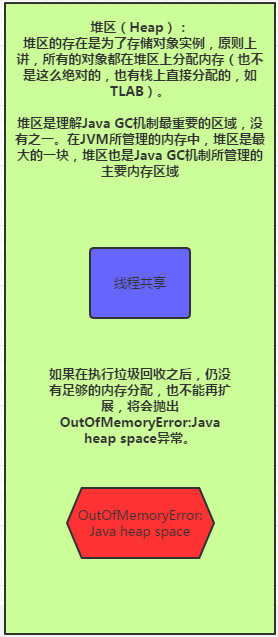 堆区（Heap）：
堆区的存在是为了存储对象实例，原则上
讲，所有的对象都在堆区上分配内存（也不
是这么绝对的，也有栈上直接分配的，如
TLAB）。
堆区是理解Java GC机制最重要的区域，没
有之一。在JVM所管理的内存中，堆区是最
大的一块，堆区也是Java GC机制所管理的
主要内存区域
线程共享
如果在执行垃圾回收之后，仍没
有足够的内存分配，也不能再扩
展，将会抛出
OutOfMemoryError:Java
heap space异常。
OutOfMemoryError:
Java heap space